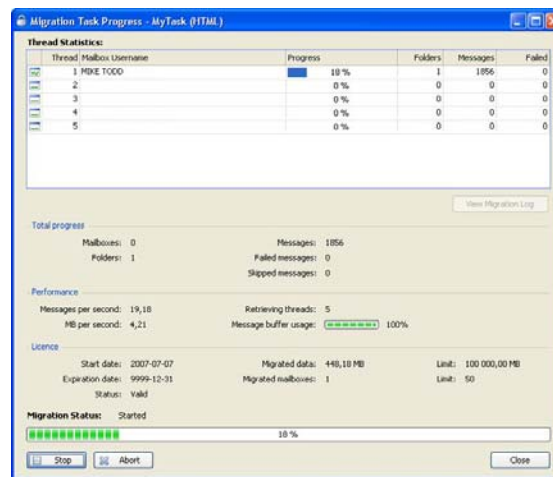 Migration Task Progress - MyTask (HTML)
Thread Statistics:
Thread Mailbox Username Progress Folders Messages Failed
1 MIKE TODD 18 % 1 1856 0
2 0 % 0 0 0
3 0 % 0 0 0
4 0 % 0 0 0
5 0 % 0 0 0
View Migration Log
Total progress
Mailboxes: 0 Messages: 1856
Folders: 1 Failed messages: 0
Skipped messages: 0
Performance
Messages per second: 19,18 Retrieving threads: 5
MB per second: 4,21 Message buffer usage: 100%
Licence
Start date: 2007-07-07 Migrated data: 448,18 MB Limit: 100 000,00 MB
Expiration date: 9999-12-31 Migrated mailboxes: 1 Limit: 50
Status: Valid
Migration Status: Started
18 %
Stop Abort Close